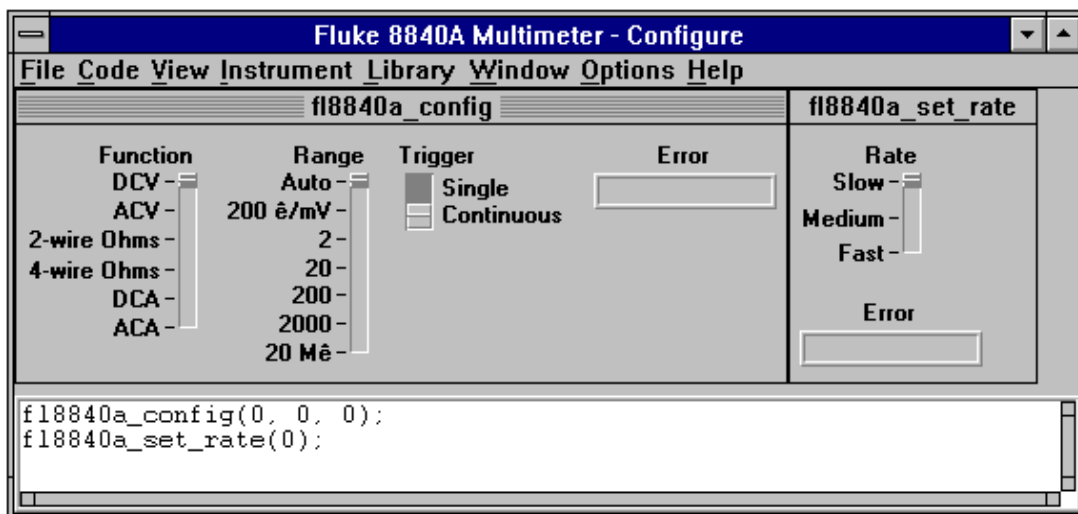 Fluke 8840A Multimeter - Configure
File Code View Instrument Library Window Options Help
fl8840a_config
fl8840a_set_rate
Function
DCV
ACV
2-wire Ohms
4-wire Ohms
DCA
ACA
Range
Auto
200 ê/mV
2
20
200
2000
20 Mê
Trigger
Single
Continuous
Error
Rate
Slow
Medium
Fast
Error
fl8840a_config(0, 0, 0);
fl8840a_set_rate(0);